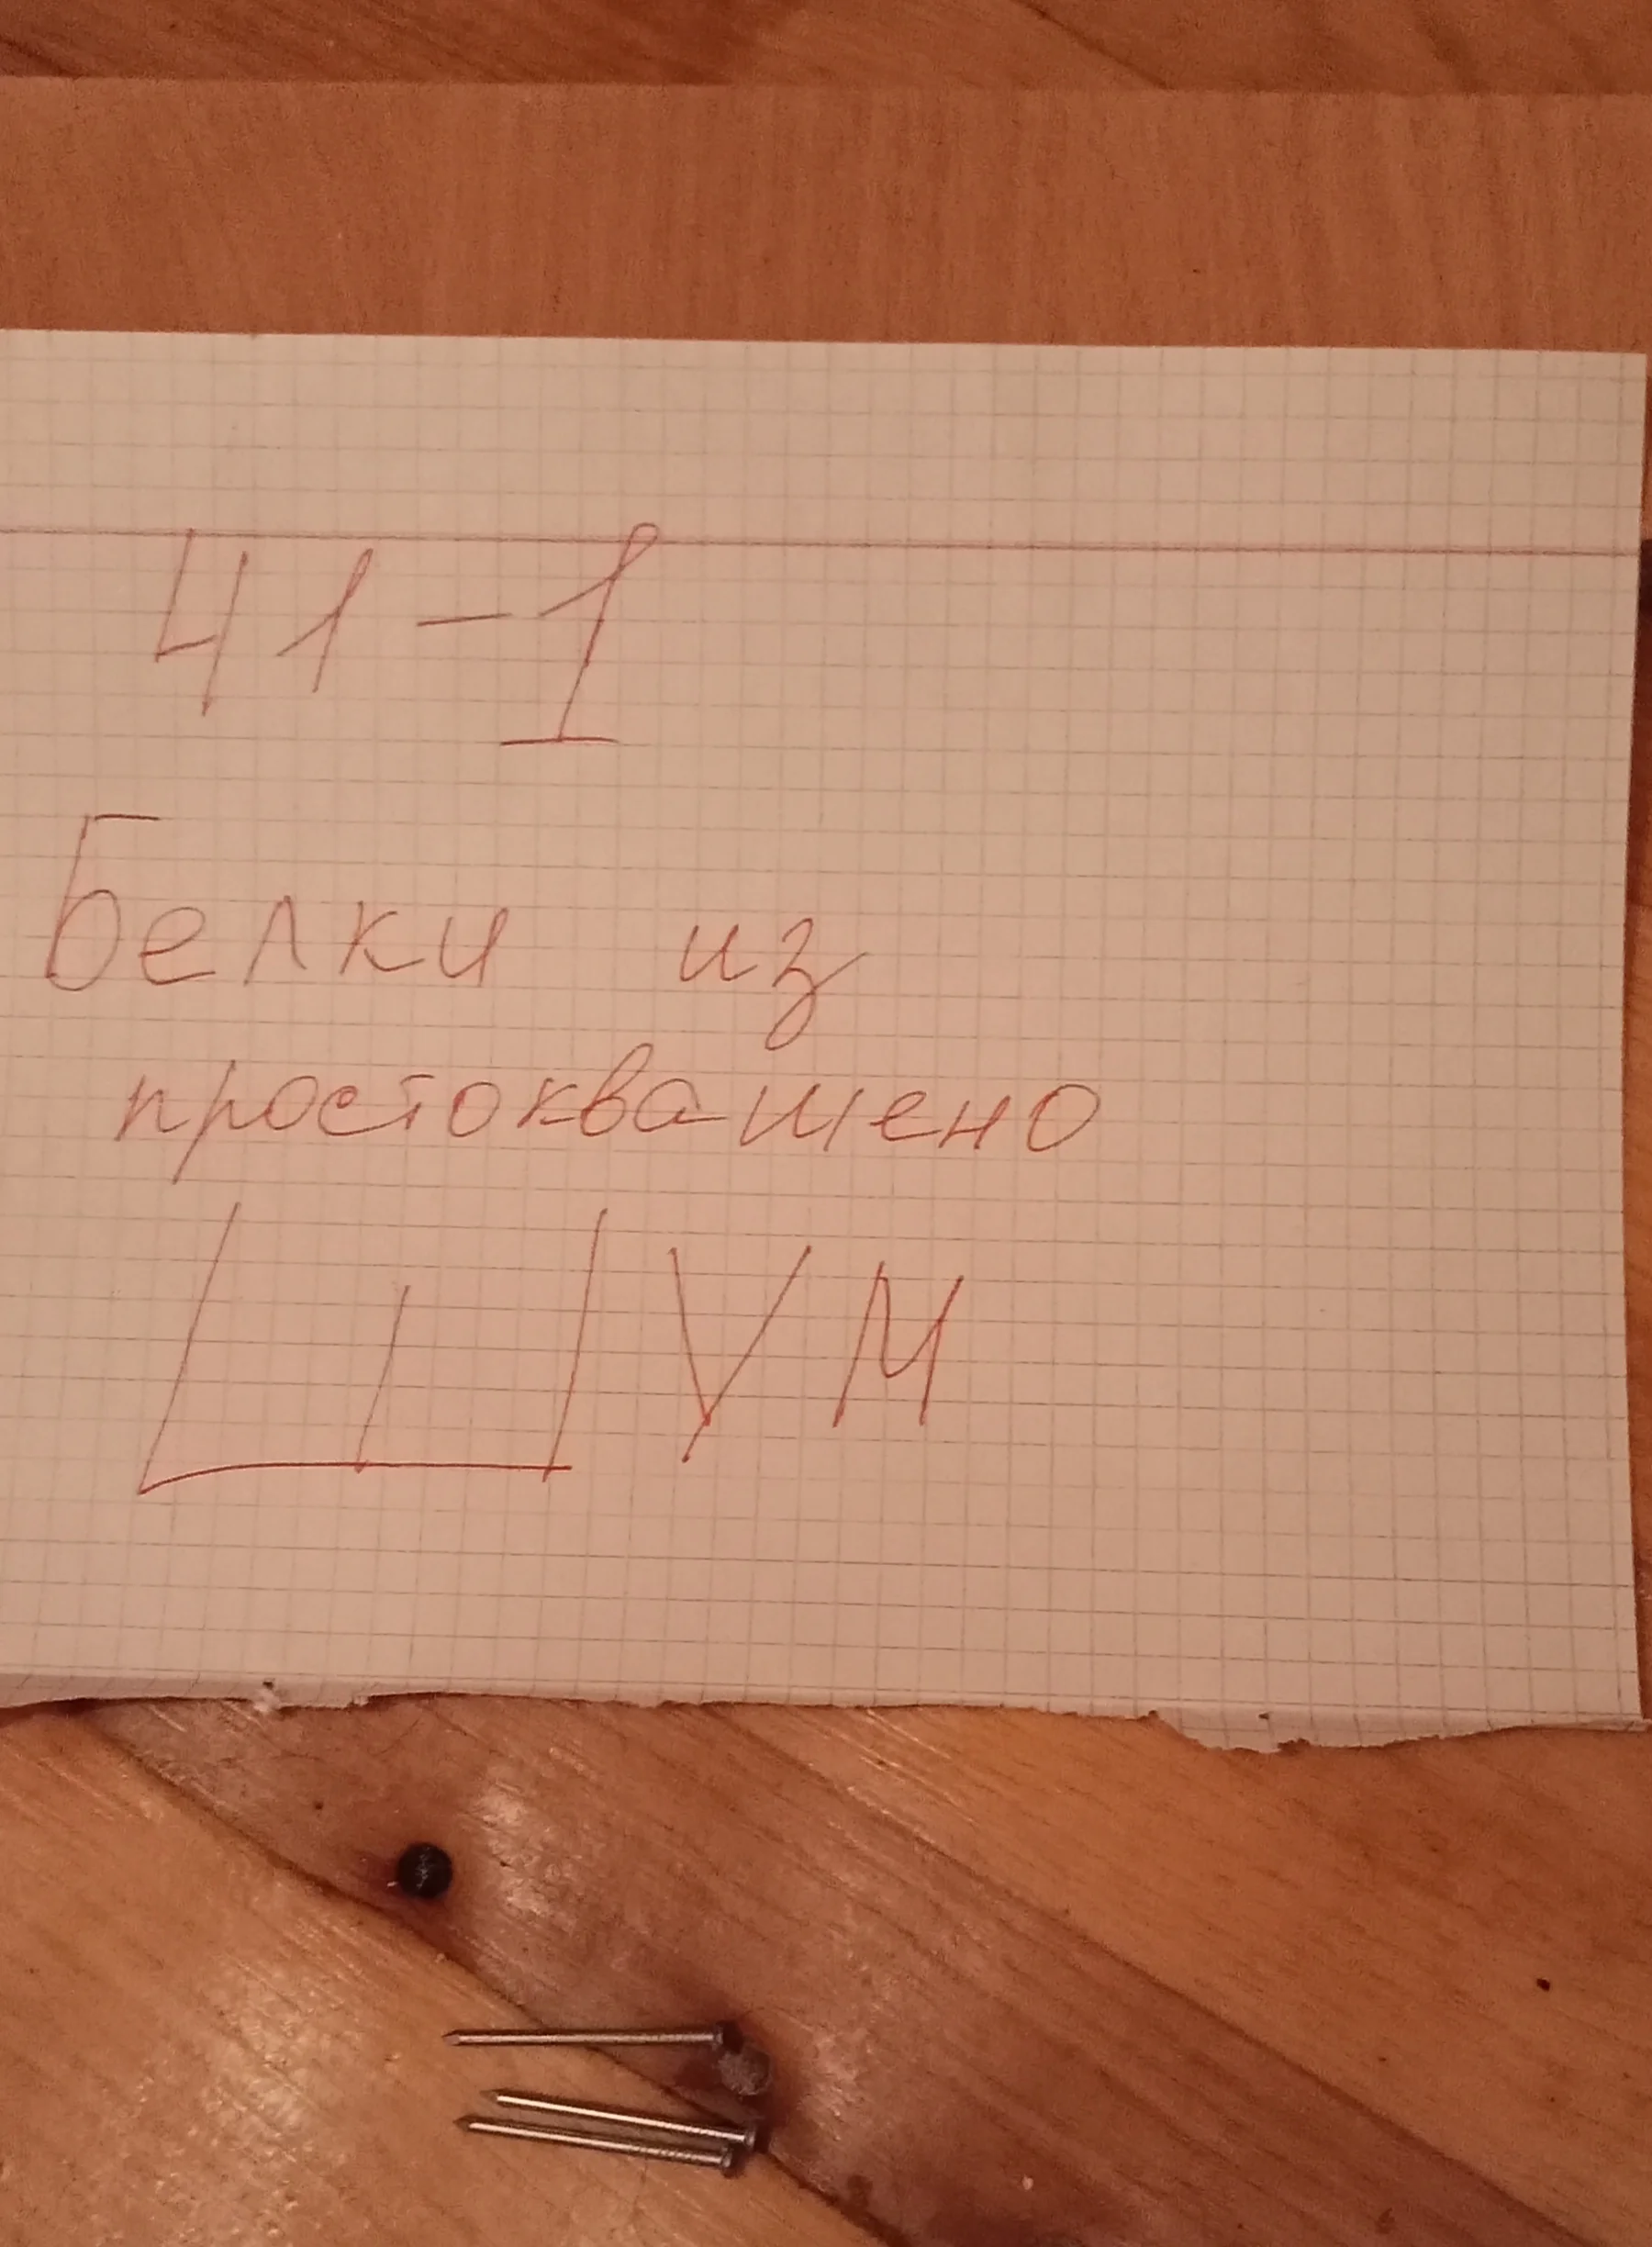 41-1
Белки из
простоквашено
ШУМ